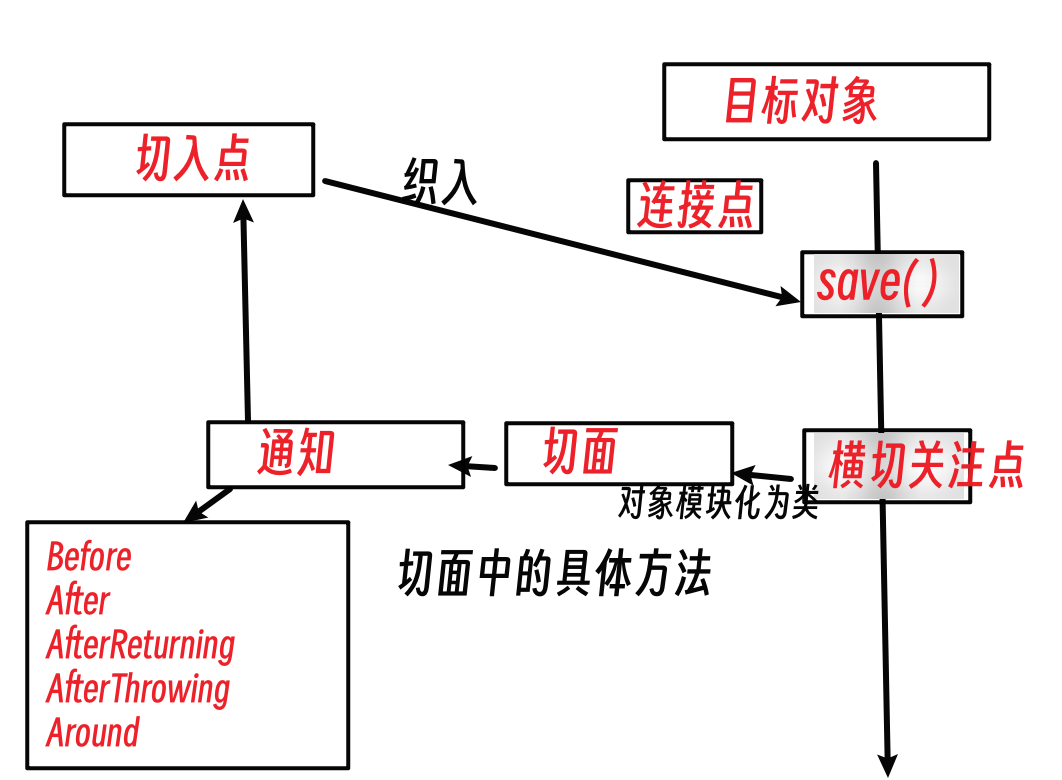 目标对象
切入点
织入
连接点
save()
通知
切面
横切关注点
对象模块化为类
切面中的具体方法
Before
After
AfterReturning
AfterThrowing
Around